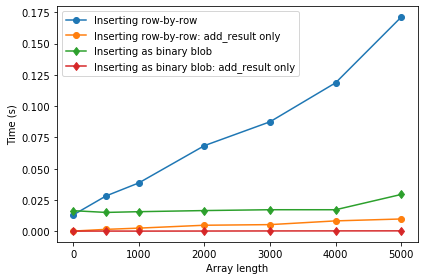 Inserting row-by-row
Inserting row-by-row: add_result only
Inserting as binary blob
Inserting as binary blob: add_result only
Time (s)
0.175
0.150
0.125
0.100
0.075
0.050
0.025
0.000
0 1000 2000 3000 4000 5000
Array length